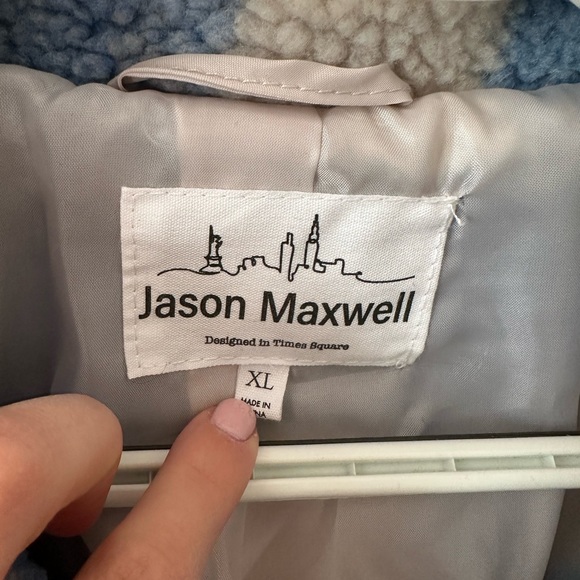 Jason Maxwell
Designed in Times Square
XL
MADE IN